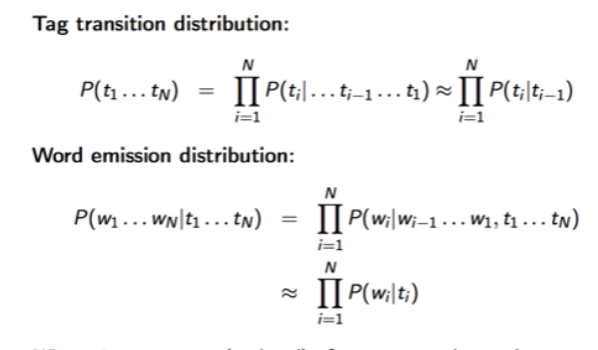 Tag transition distribution:
P(t₁ … t_N) = ∏_{i=1}^{N} P(t_i| … t_{i−1} … t₁) ≈ ∏_{i=1}^{N} P(t_i|t_{i−1})
Word emission distribution:
P(w₁ … w_N|t₁ … t_N) = ∏_{i=1}^{N} P(w_i|w_{i−1} … w₁, t₁ … t_N)
≈ ∏_{i=1}^{N} P(w_i|t_i)